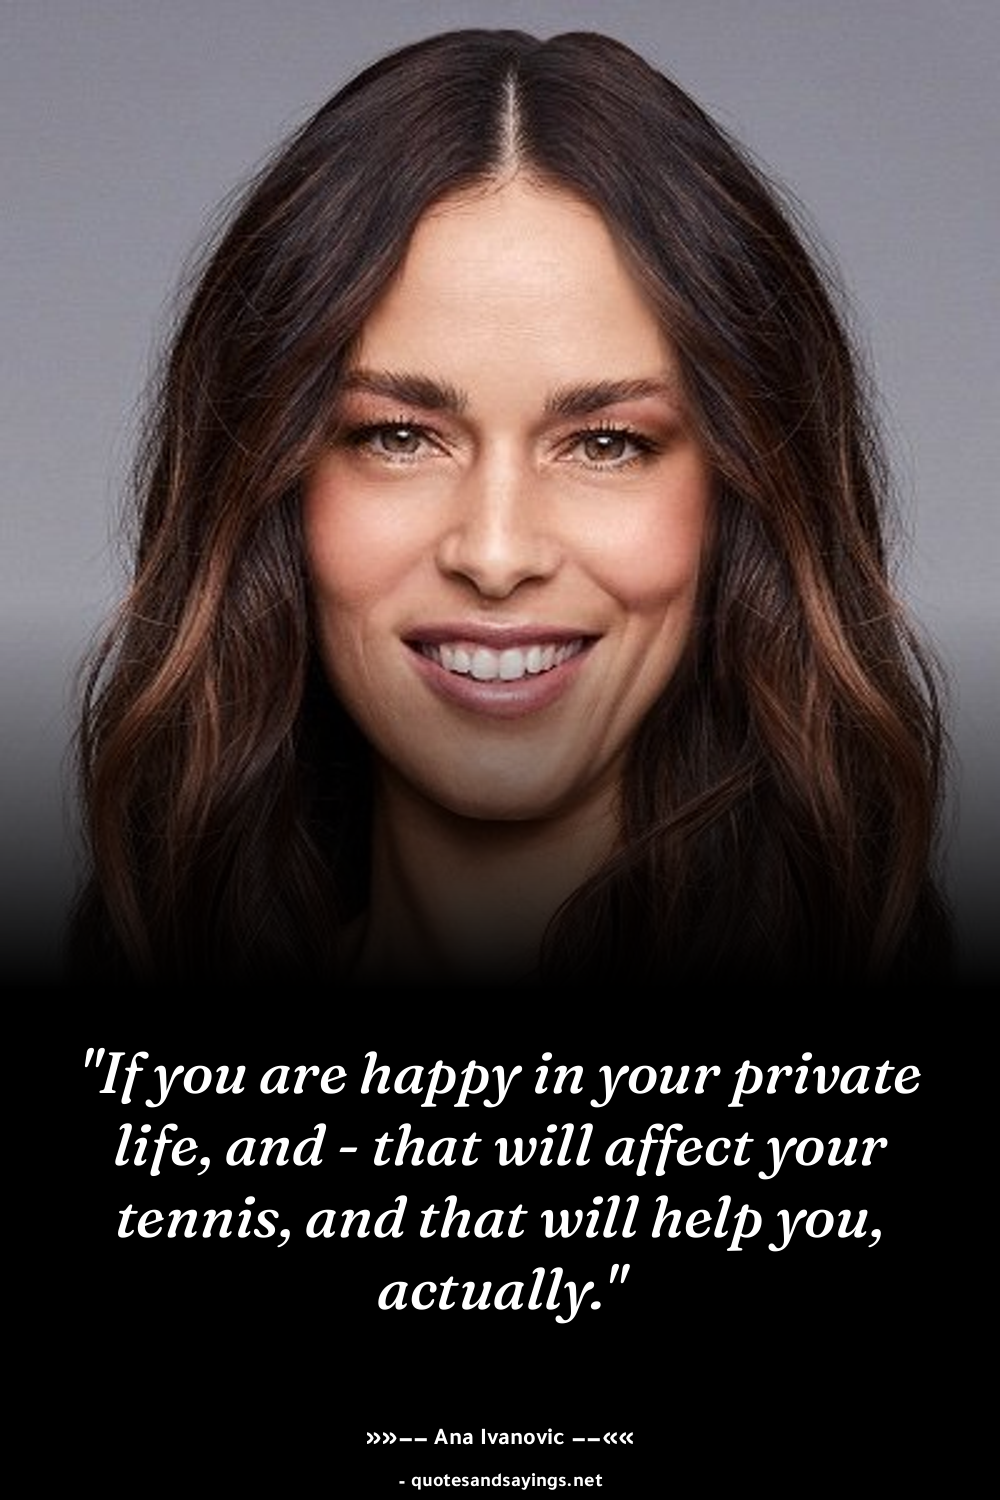 "If you are happy in your private
life, and - that will affect your
tennis, and that will help you,
actually."
»»–– Ana Ivanovic ––««
- quotesandsayings.net